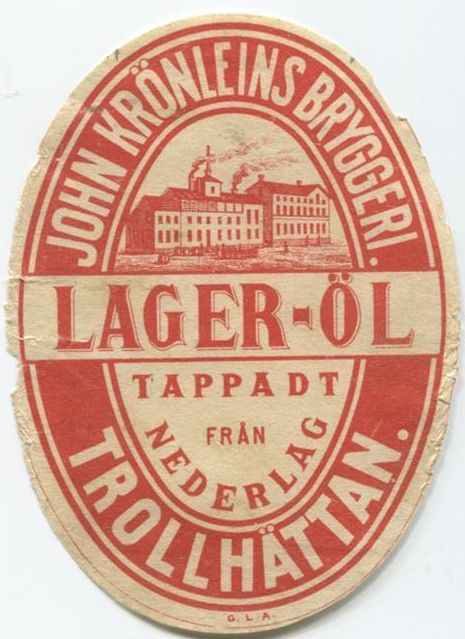 JOHN KRÖNLEINS BRYGGERI.
LAGER-ÖL
TAPPADT
FRÅN
NEDERLAG
TROLLHÄTTAN.
G. L. A.